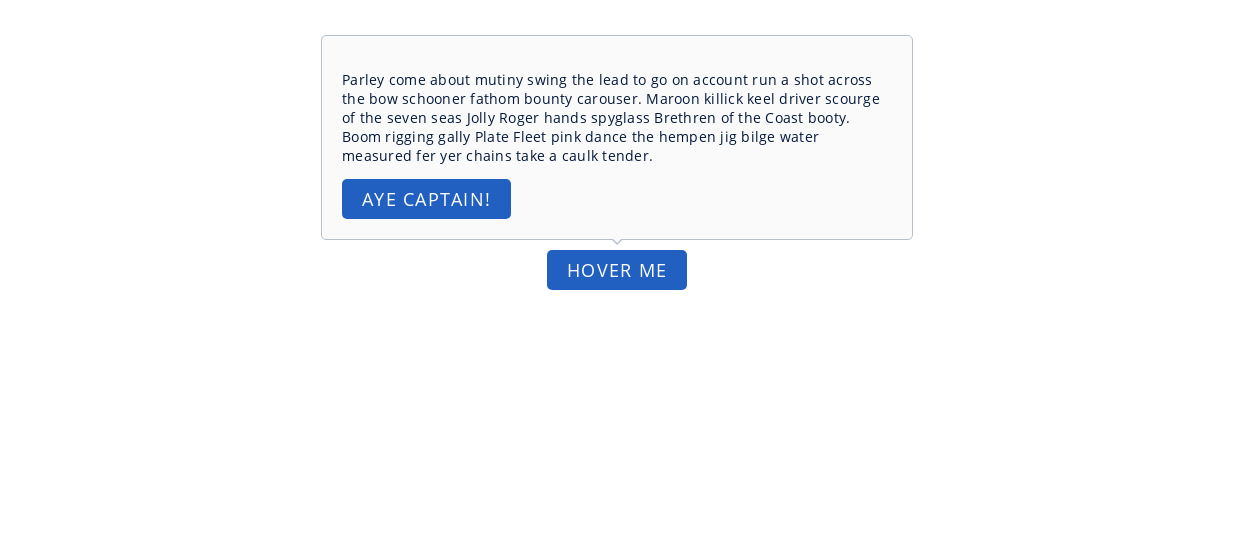 Parley come about mutiny swing the lead to go on account run a shot across
the bow schooner fathom bounty carouser. Maroon killick keel driver scourge
of the seven seas Jolly Roger hands spyglass Brethren of the Coast booty.
Boom rigging gally Plate Fleet pink dance the hempen jig bilge water
measured fer yer chains take a caulk tender.
AYE CAPTAIN!
HOVER ME